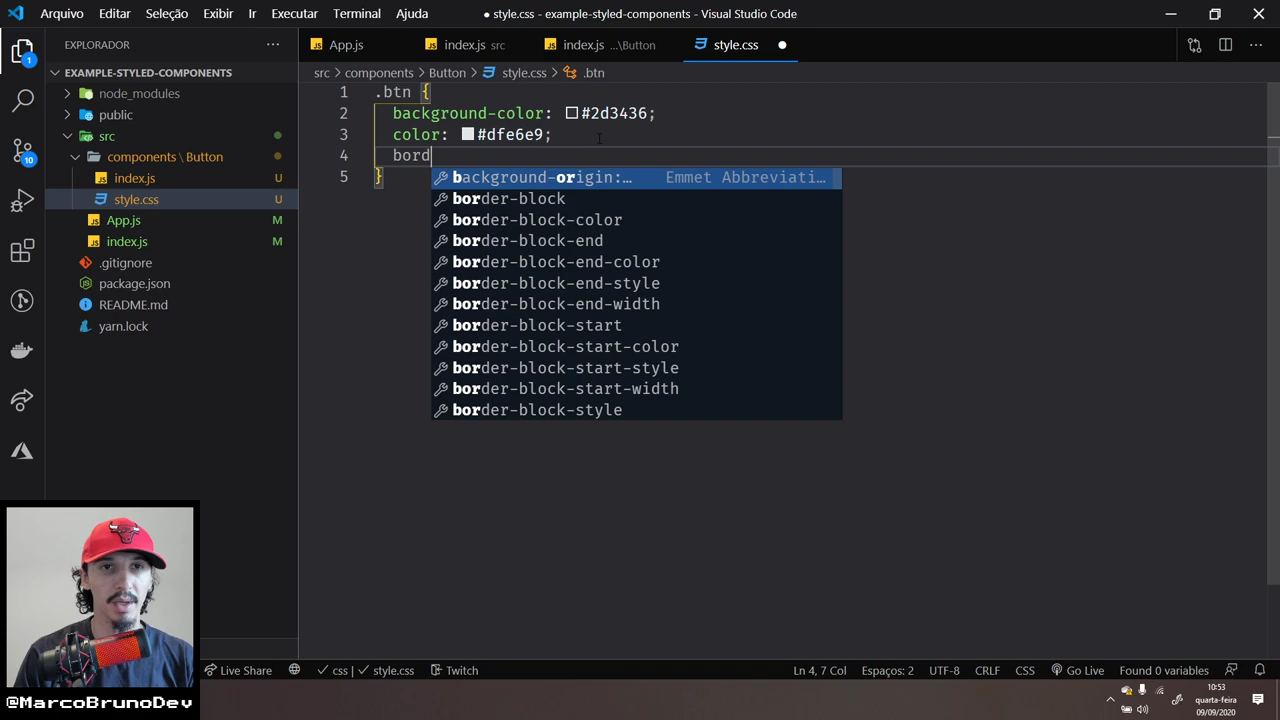 Arquivo Editar Seleção Exibir Ir Executar Terminal Ajuda
● style.css - example-styled-components - Visual Studio Code
EXPLORADOR
App.js
index.js src
index.js ...\Button
style.css
1
EXAMPLE-STYLED-COMPONENTS
src components Button style.css .btn
node_modules
public
src
components \ Button
index.js U
style.css U
App.js M
index.js M
.gitignore
package.json
README.md
yarn.lock
10
1 .btn {
2 background-color: #2d3436;
3 color: #dfe6e9;
4 bord
5 }
background-origin:… Emmet Abbreviati…
border-block
border-block-color
border-block-end
border-block-end-color
border-block-end-style
border-block-end-width
border-block-start
border-block-start-color
border-block-start-style
border-block-start-width
border-block-style
Live Share
css | style.css
Twitch
Ln 4, 7 Col Espaços: 2 UTF-8 CRLF CSS Go Live Found 0 variables
@MarcoBrunoDev
10:53
quarta-feira
09/09/2020